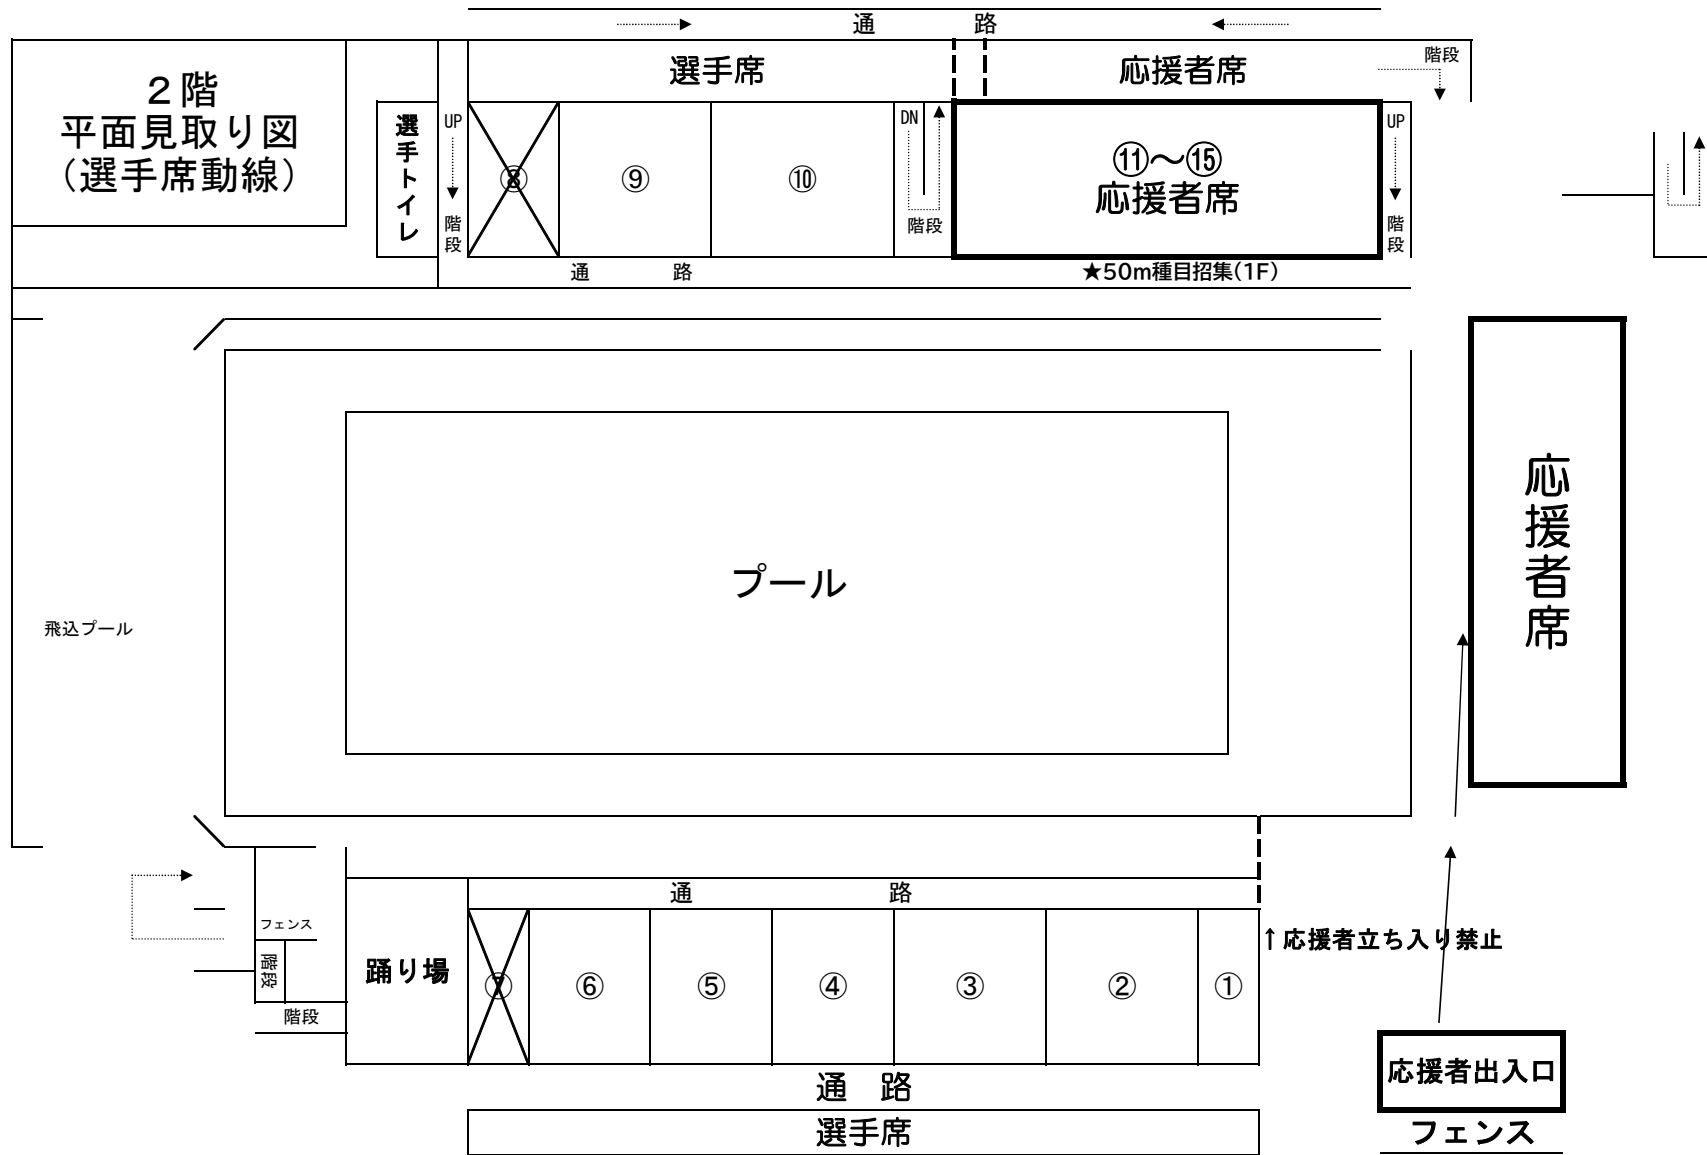 通　路
２階
平面見取り図
（選手席動線）
選手席
応援者席
階段
選手トイレ
UP
階段
⑧
⑨
⑩
DN
階段
⑪～⑮
応援者席
UP
階段
通　路
★50m種目招集(1F)
応援者席
プール
飛込プール
通　路
フェンス
階段
階段
踊り場
⑦
⑥
⑤
④
③
②
①
↑応援者立ち入り禁止
応援者出入口
フェンス
通　路
選手席